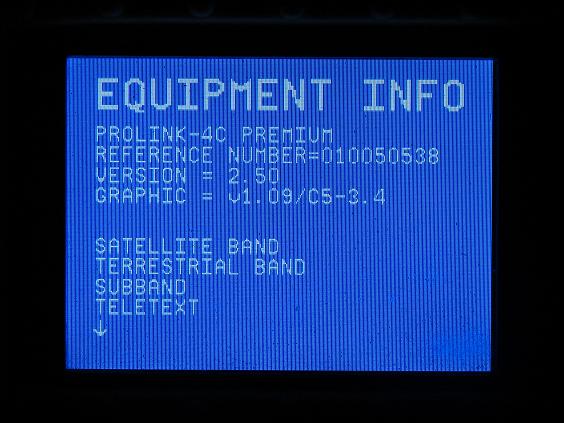 EQUIPMENT INFO
PROLINK-4C PREMIUM
REFERENCE NUMBER=010050538
VERSION = 2.50
GRAPHIC = v1.09/C5-3.4
SATELLITE BAND
TERRESTRIAL BAND
SUBBAND
TELETEXT
↓